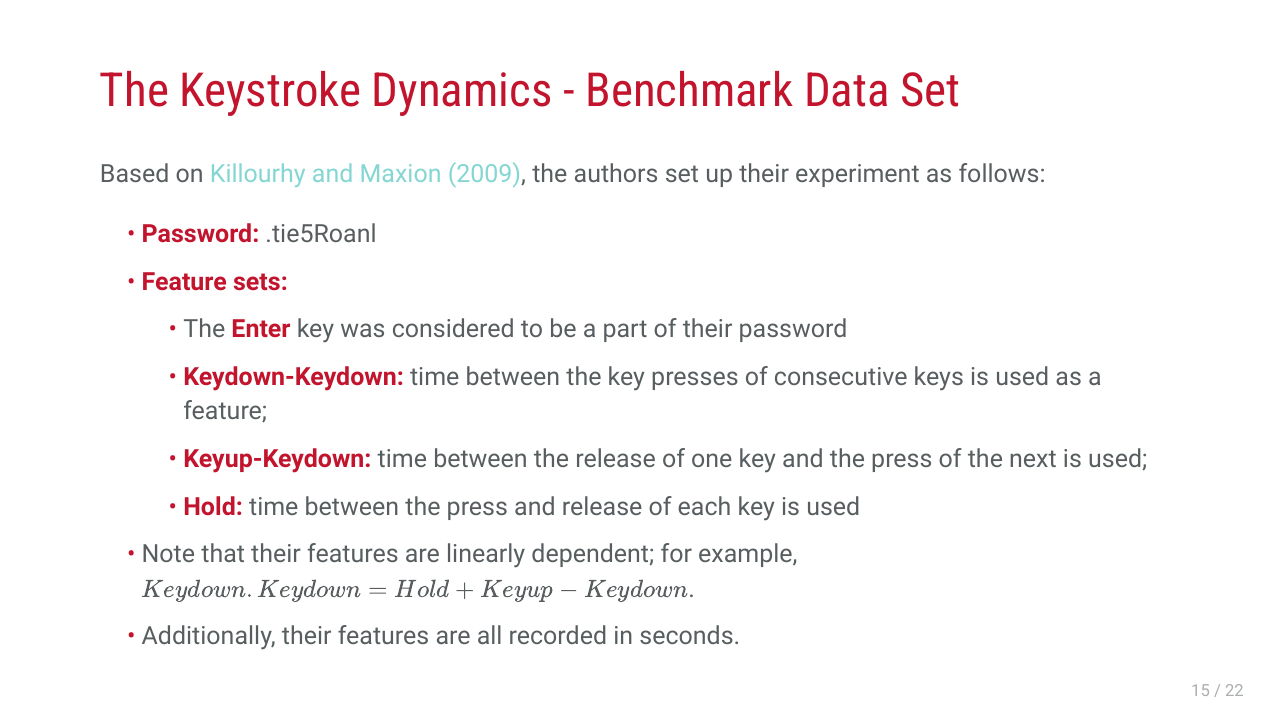 The Keystroke Dynamics - Benchmark Data Set
Based on Killourhy and Maxion (2009), the authors set up their experiment as follows:
• Password: .tie5Roanl
• Feature sets:
• The Enter key was considered to be a part of their password
• Keydown-Keydown: time between the key presses of consecutive keys is used as a
feature;
• Keyup-Keydown: time between the release of one key and the press of the next is used;
• Hold: time between the press and release of each key is used
• Note that their features are linearly dependent; for example,
Keydown.Keydown = Hold + Keyup − Keydown.
• Additionally, their features are all recorded in seconds.
15 / 22